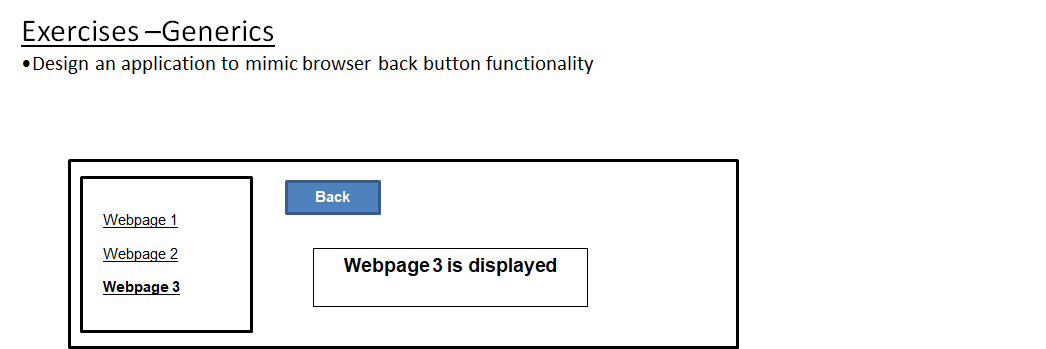 Exercises –Generics
•Design an application to mimic browser back button functionality
Back
Webpage 1
Webpage 2
Webpage 3
Webpage 3 is displayed